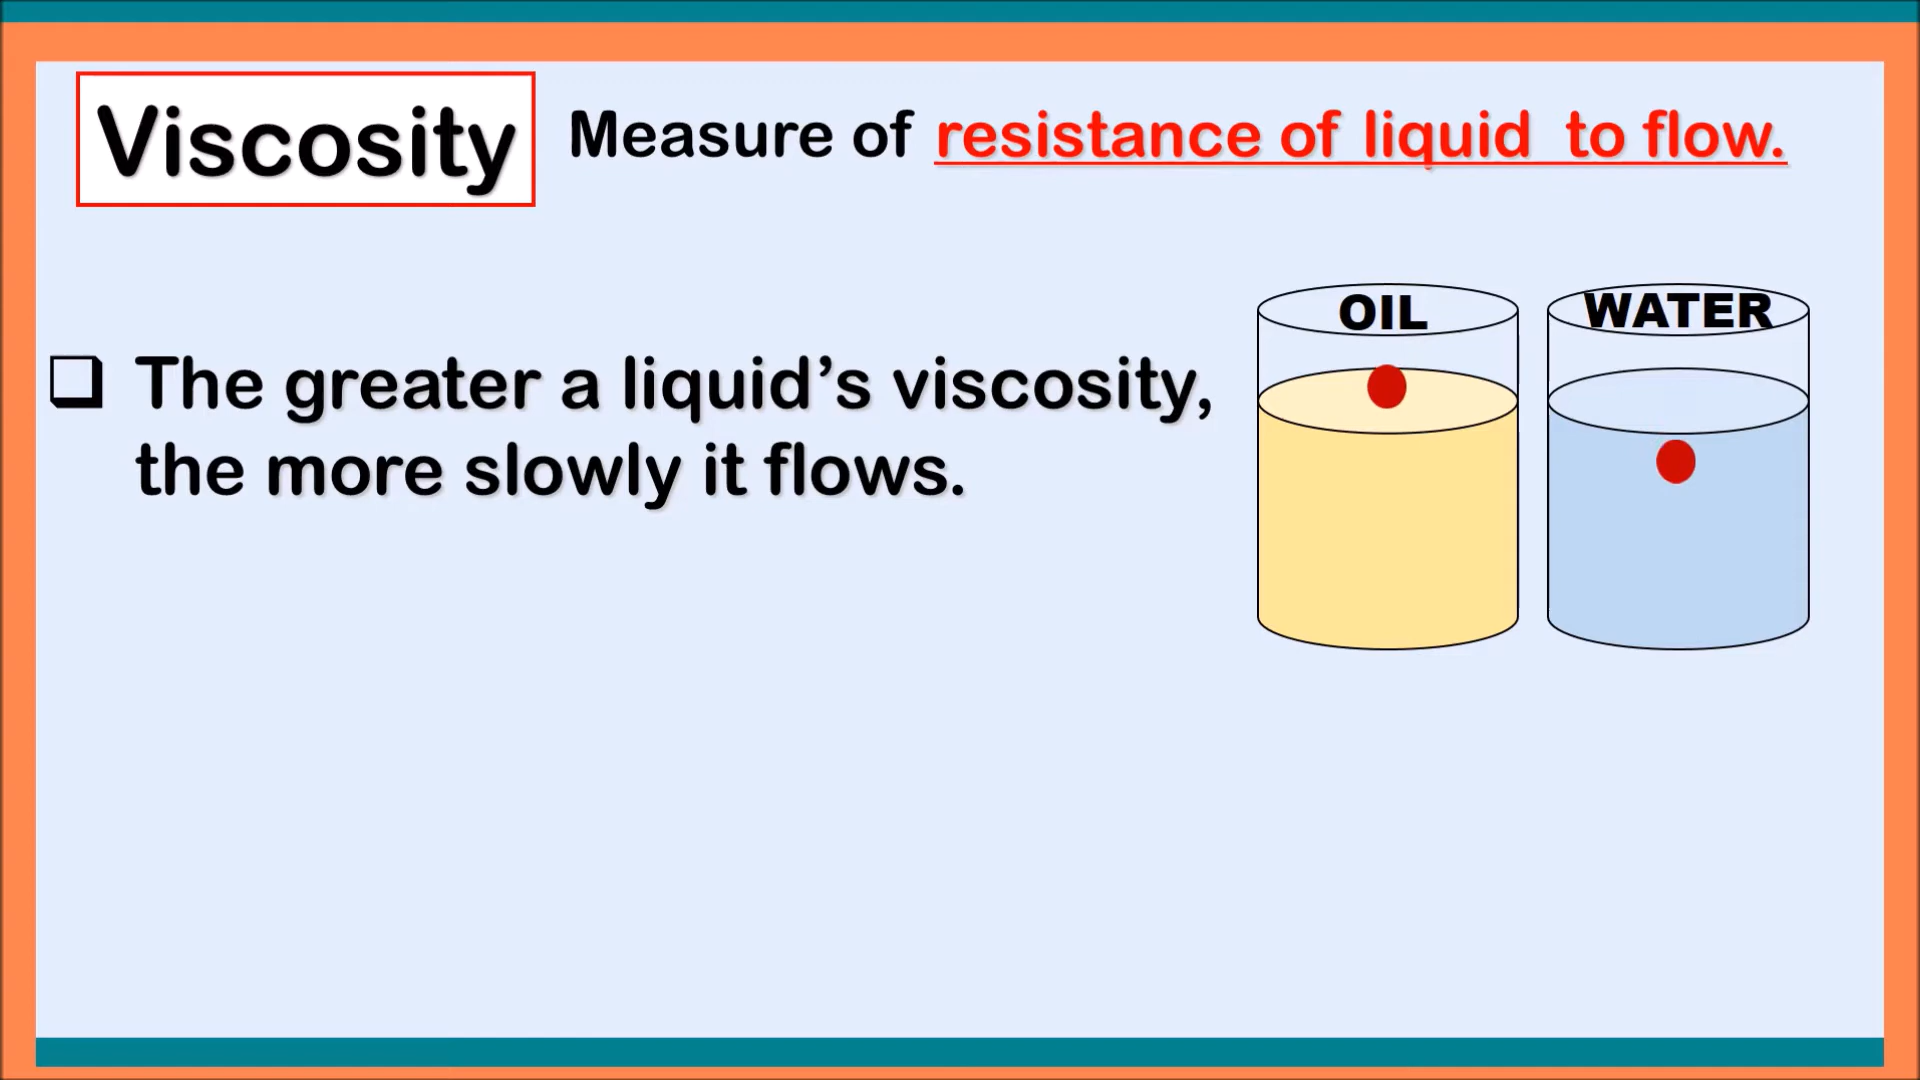 Viscosity
Measure of resistance of liquid to flow.
OIL
WATER
❑ The greater a liquid’s viscosity,
the more slowly it flows.